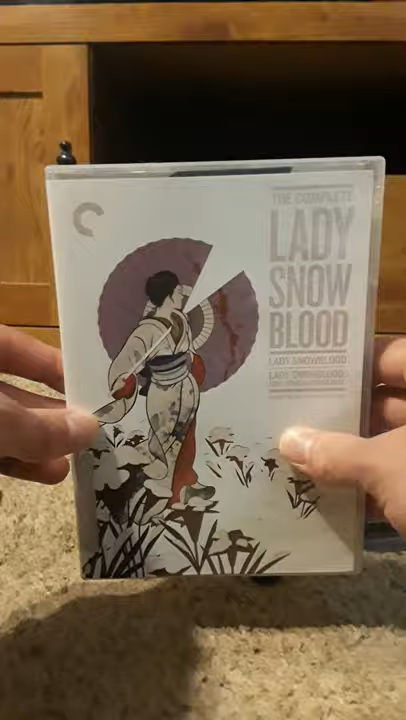 THE COMPLETE
LADY
SNOW
BLOOD
LADY SNOWBLOOD
LADY SNOWBLOOD: